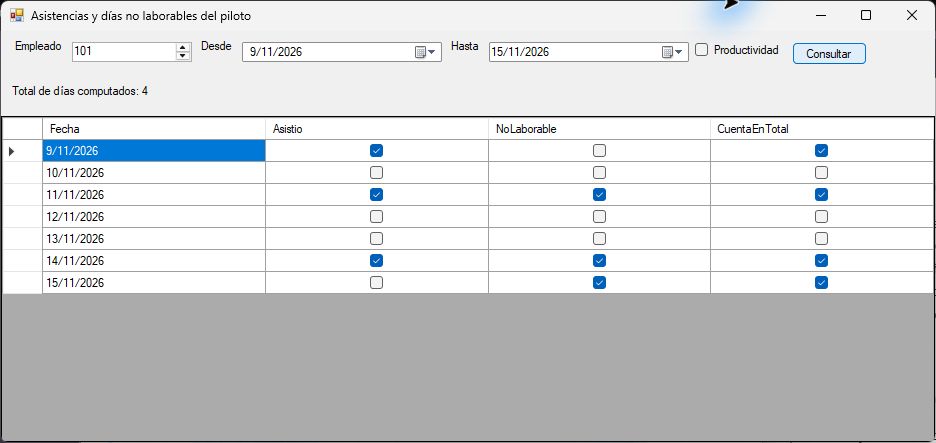 Asistencias y días no laborables del piloto
Empleado 101 Desde 9/11/2026 Hasta 15/11/2026 Productividad Consultar
Total de días computados: 4
Fecha Asistio NoLaborable CuentaEnTotal
9/11/2026
10/11/2026
11/11/2026
12/11/2026
13/11/2026
14/11/2026
15/11/2026